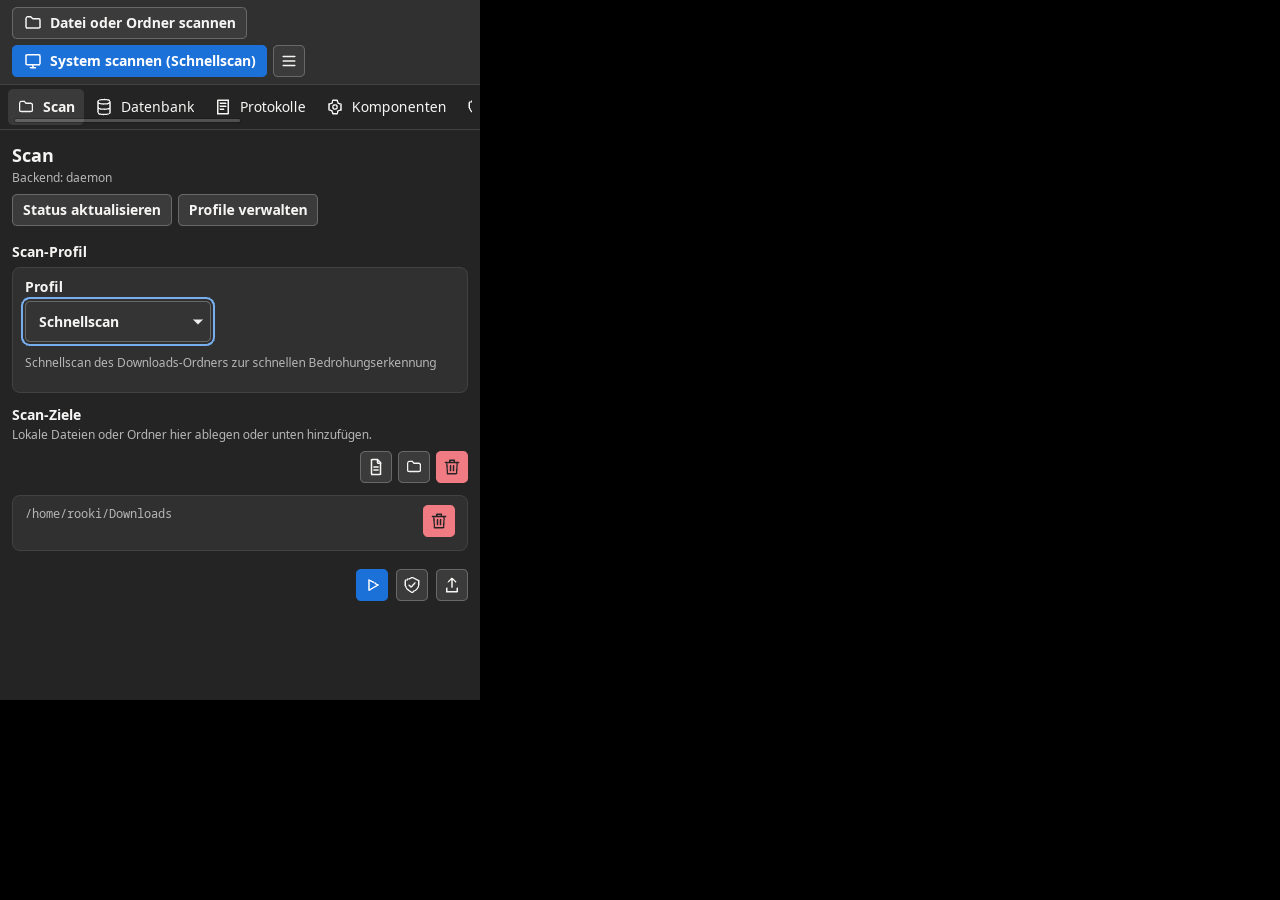 Datei oder Ordner scannen
System scannen (Schnellscan)
Scan
Datenbank
Protokolle
Komponenten
Scan
Backend: daemon
Status aktualisieren
Profile verwalten
Scan-Profil
Profil
Schnellscan
Schnellscan des Downloads-Ordners zur schnellen Bedrohungserkennung
Scan-Ziele
Lokale Dateien oder Ordner hier ablegen oder unten hinzufügen.
/home/rooki/Downloads